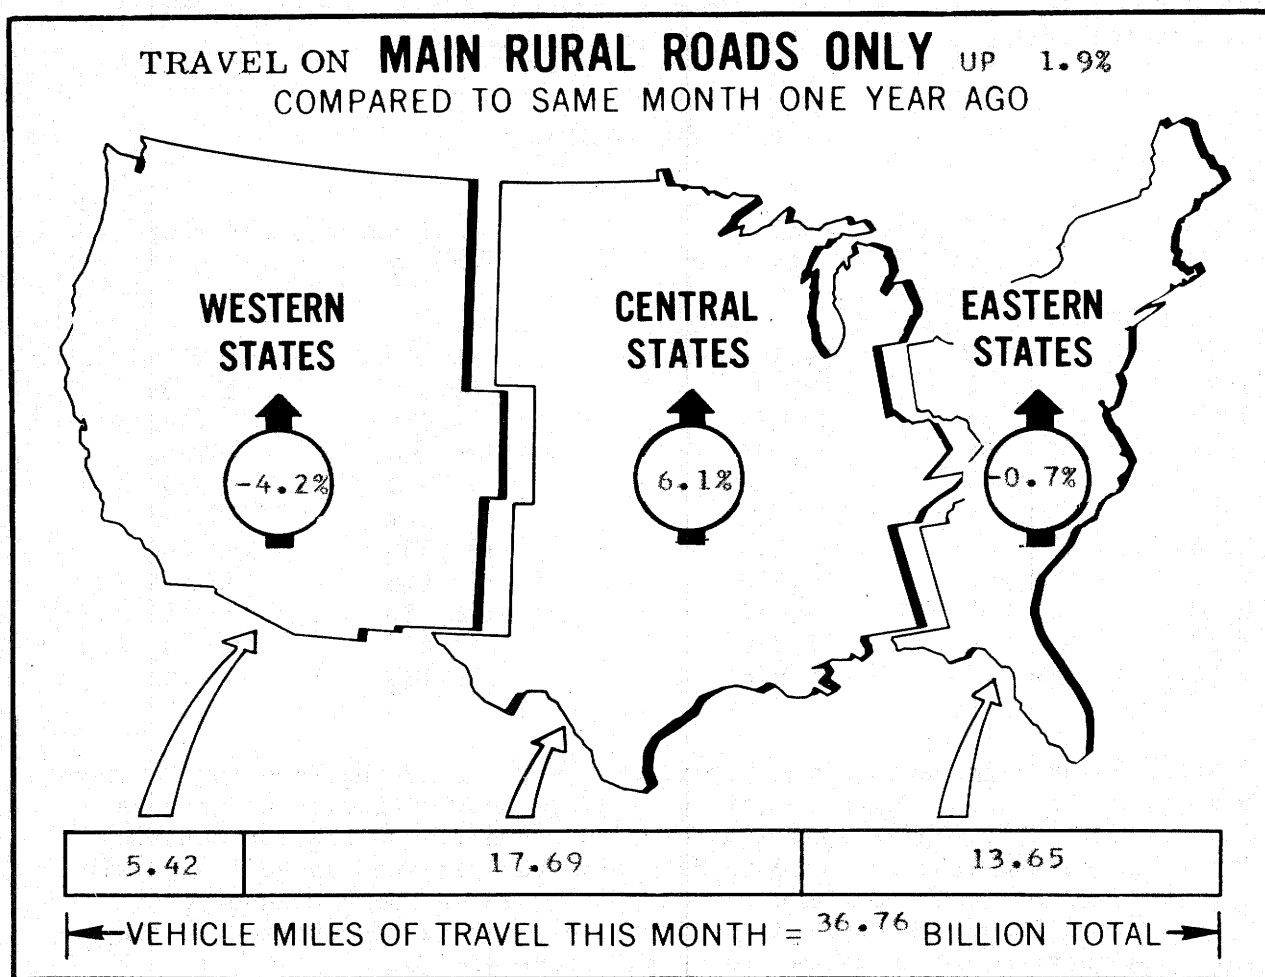 TRAVEL ON MAIN RURAL ROADS ONLY UP 1.9%
COMPARED TO SAME MONTH ONE YEAR AGO
WESTERN
STATES
-4.2%
CENTRAL
STATES
6.1%
EASTERN
STATES
-0.7%
5.42 17.69 13.65
VEHICLE MILES OF TRAVEL THIS MONTH = 36.76 BILLION TOTAL